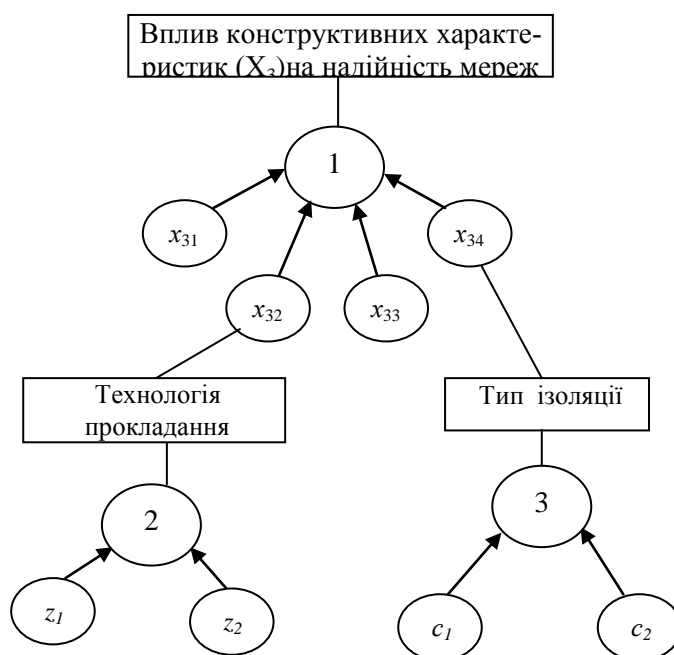 Вплив конструктивних характе-
ристик (X₃)на надійність мереж
1
x₃₁
x₃₄
x₃₂
x₃₃
Технологія
прокладання
Тип ізоляції
2
3
z₁
z₂
c₁
c₂